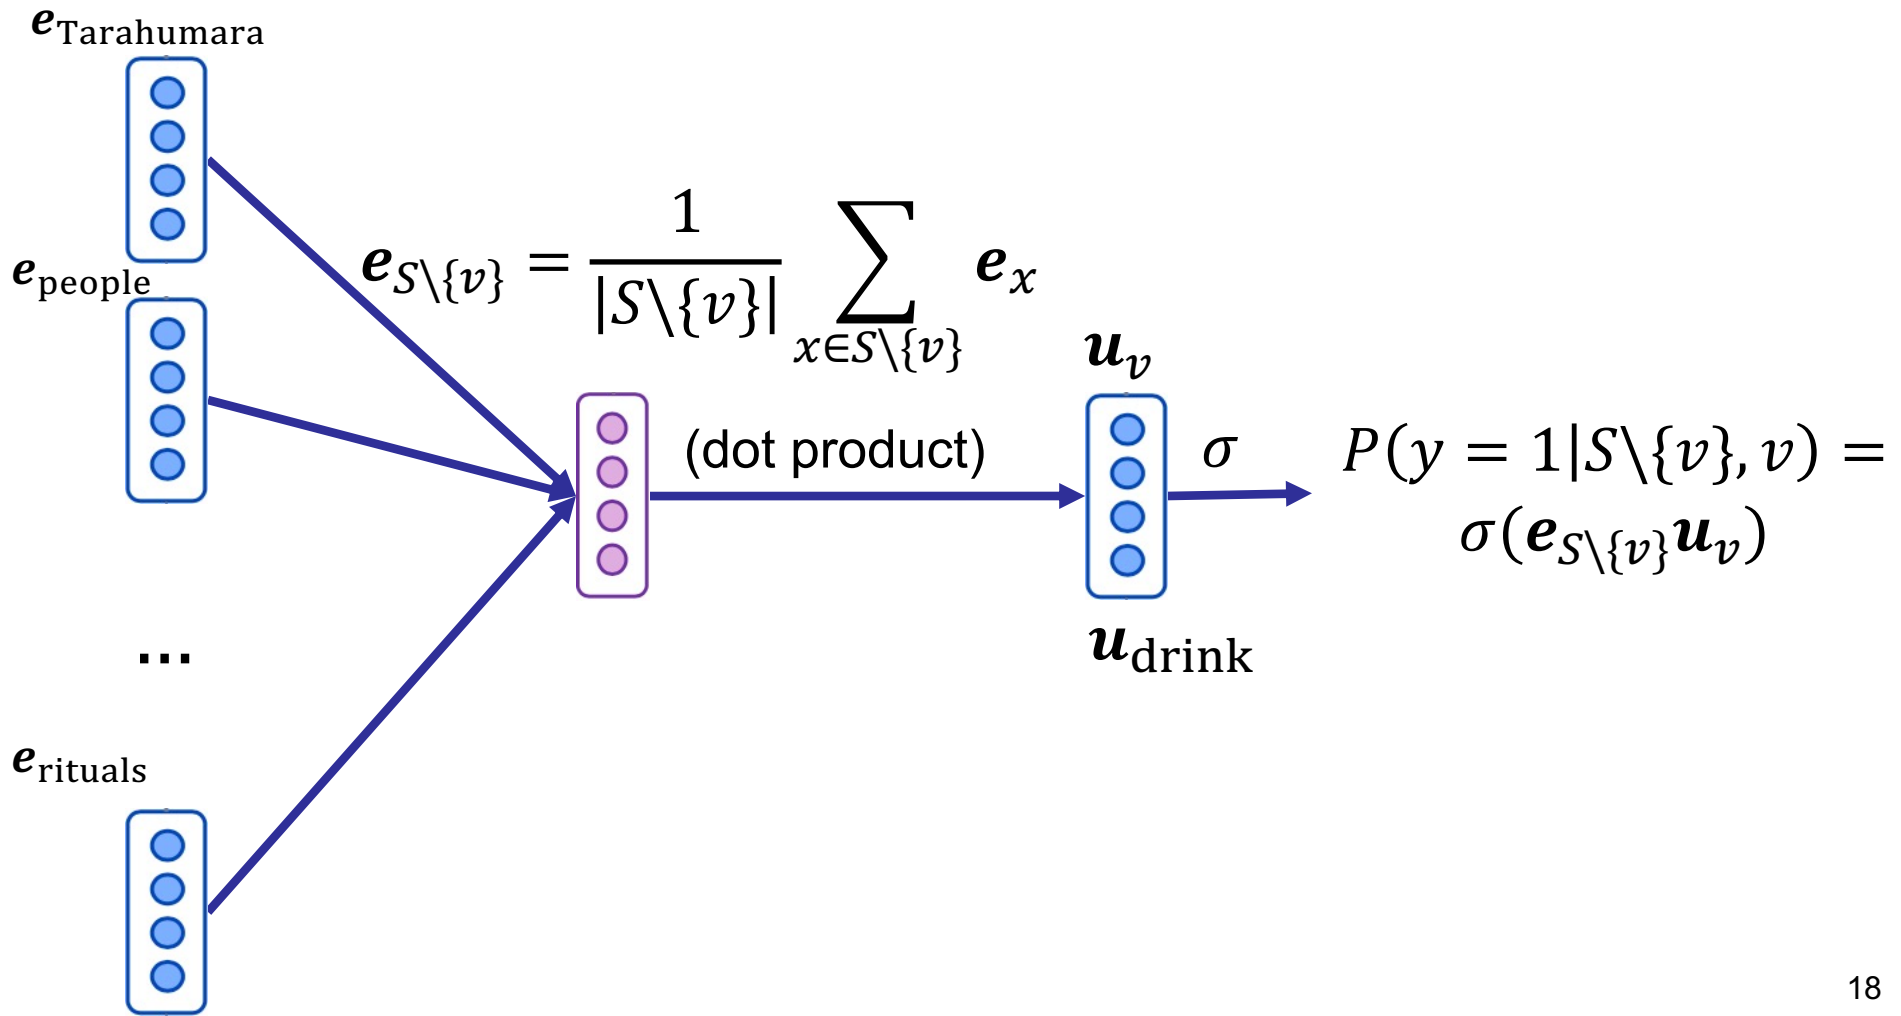 e_Tarahumara
e_people
e_{S\{v}} = 1/|S\{v}| ∑_{x∈S\{v}} e_x
u_v
(dot product)
σ
P(y = 1|S\{v}, v) =
σ(e_{S\{v}} u_v)
u_drink
...
e_rituals
18